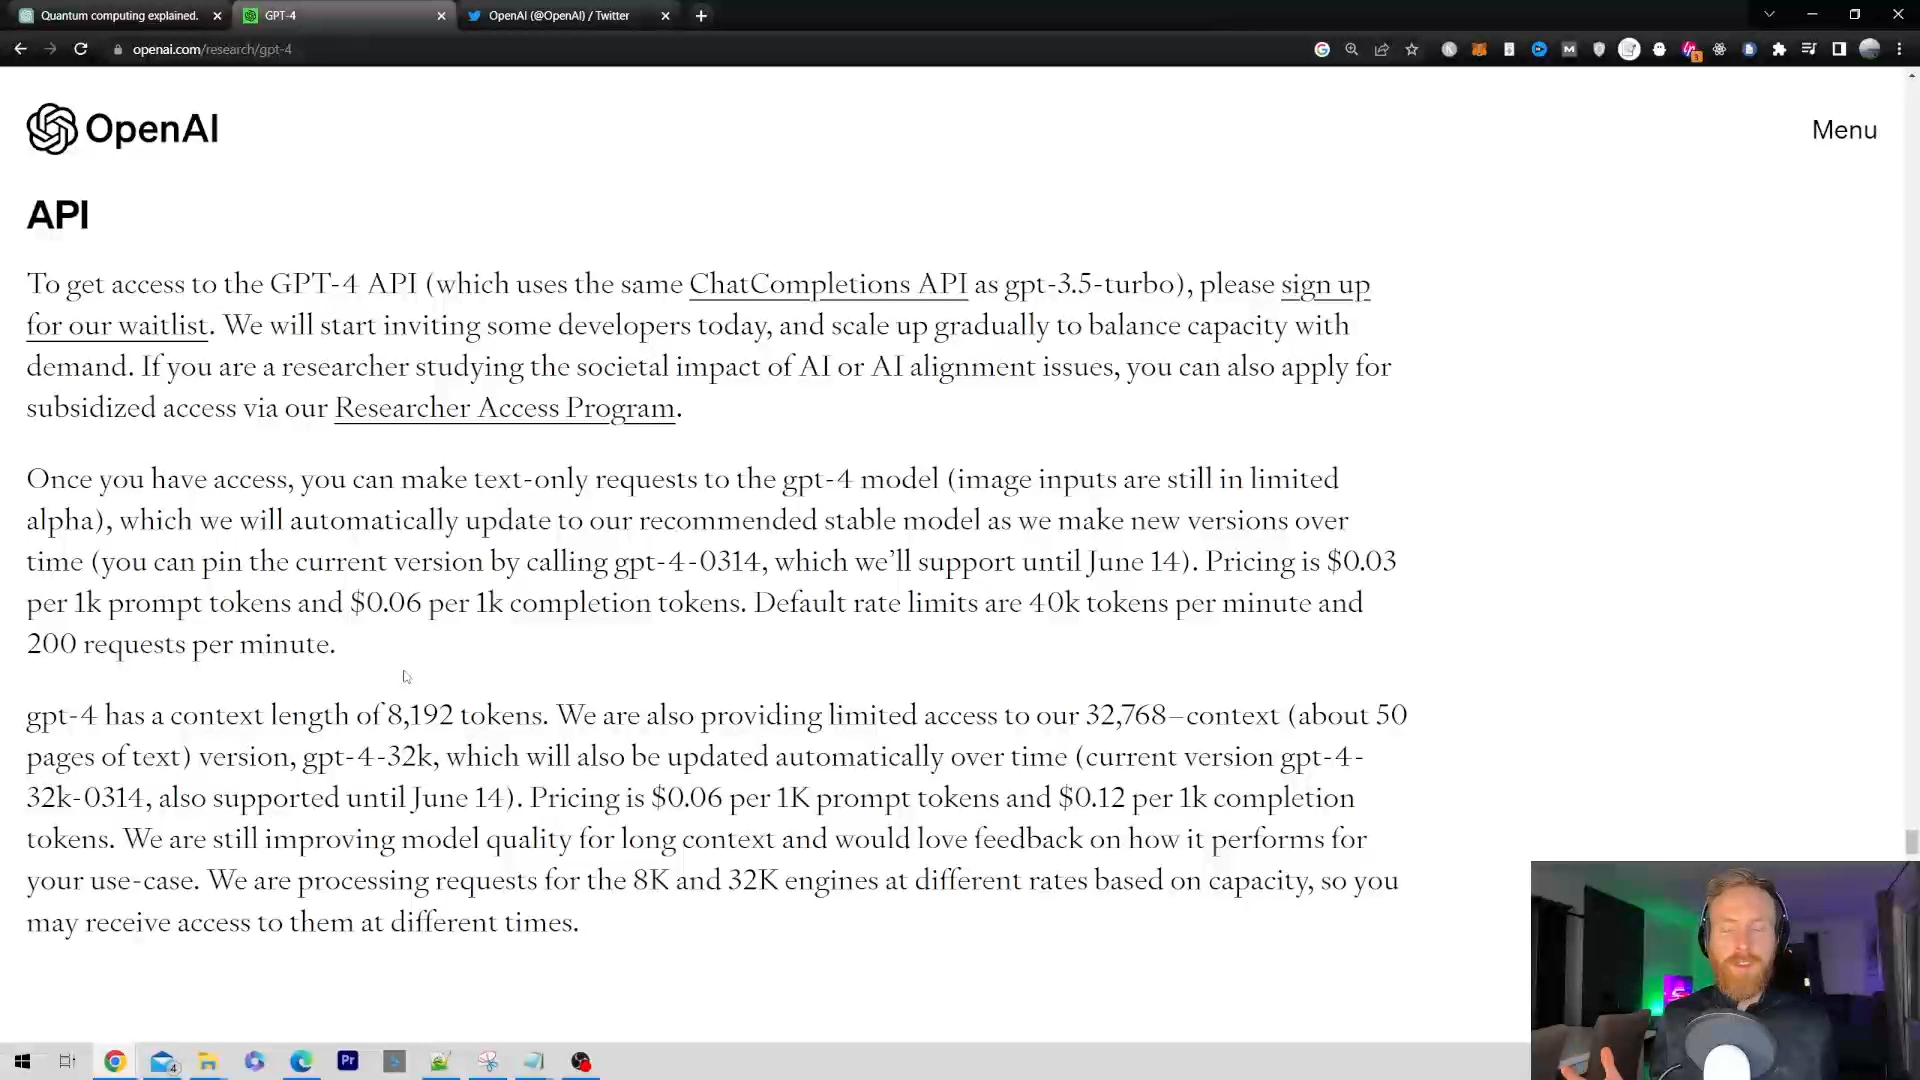 Quantum computing explained.
GPT-4
OpenAI (@OpenAI) / Twitter
openai.com/research/gpt-4
OpenAI
Menu
API
To get access to the GPT-4 API (which uses the same ChatCompletions API as gpt-3.5-turbo), please sign up
for our waitlist. We will start inviting some developers today, and scale up gradually to balance capacity with
demand. If you are a researcher studying the societal impact of AI or AI alignment issues, you can also apply for
subsidized access via our Researcher Access Program.
Once you have access, you can make text-only requests to the gpt-4 model (image inputs are still in limited
alpha), which we will automatically update to our recommended stable model as we make new versions over
time (you can pin the current version by calling gpt-4-0314, which we’ll support until June 14). Pricing is $0.03
per 1k prompt tokens and $0.06 per 1k completion tokens. Default rate limits are 40k tokens per minute and
200 requests per minute.
gpt-4 has a context length of 8,192 tokens. We are also providing limited access to our 32,768–context (about 50
pages of text) version, gpt-4-32k, which will also be updated automatically over time (current version gpt-4-
32k-0314, also supported until June 14). Pricing is $0.06 per 1K prompt tokens and $0.12 per 1k completion
tokens. We are still improving model quality for long context and would love feedback on how it performs for
your use-case. We are processing requests for the 8K and 32K engines at different rates based on capacity, so you
may receive access to them at different times.
4
Pr